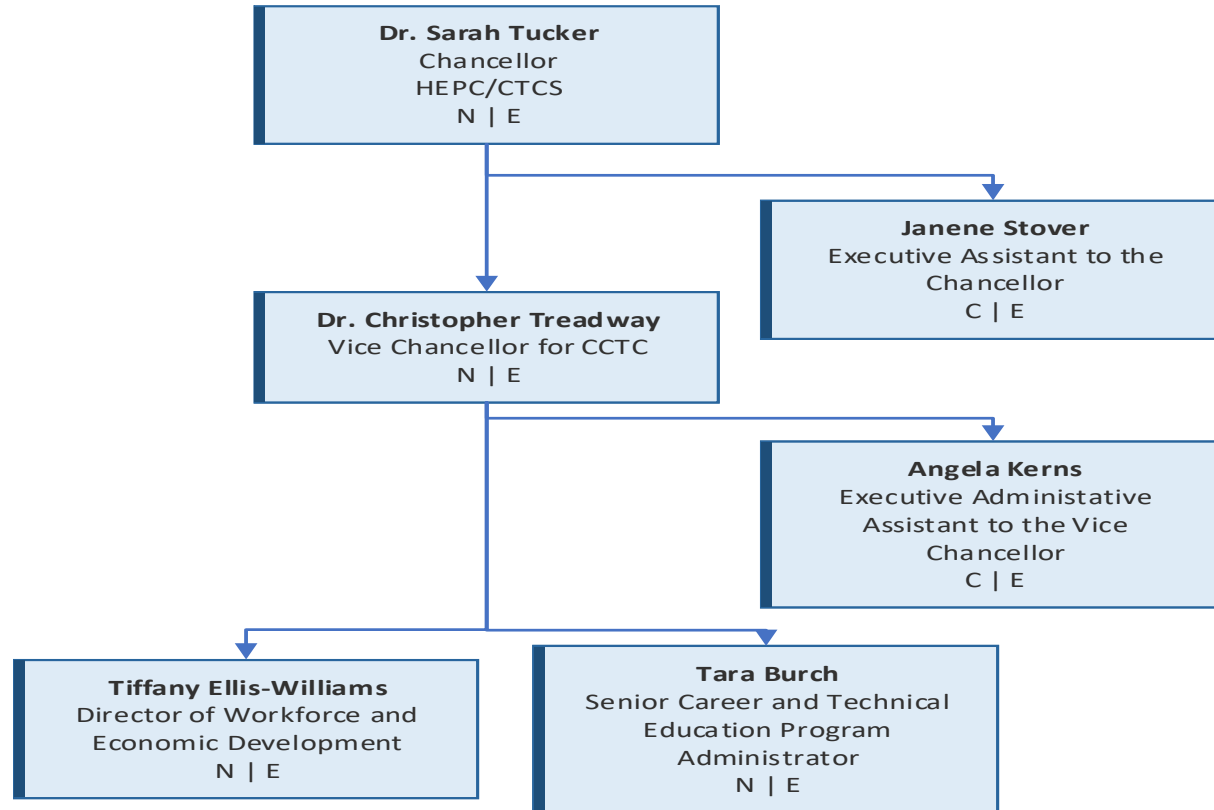 Dr. Sarah Tucker
Chancellor
HEPC/CTCS
N | E
Janene Stover
Executive Assistant to the
Chancellor
C | E
Dr. Christopher Treadway
Vice Chancellor for CCTC
N | E
Angela Kerns
Executive Administative
Assistant to the Vice
Chancellor
C | E
Tiffany Ellis-Williams
Director of Workforce and
Economic Development
N | E
Tara Burch
Senior Career and Technical
Education Program
Administrator
N | E